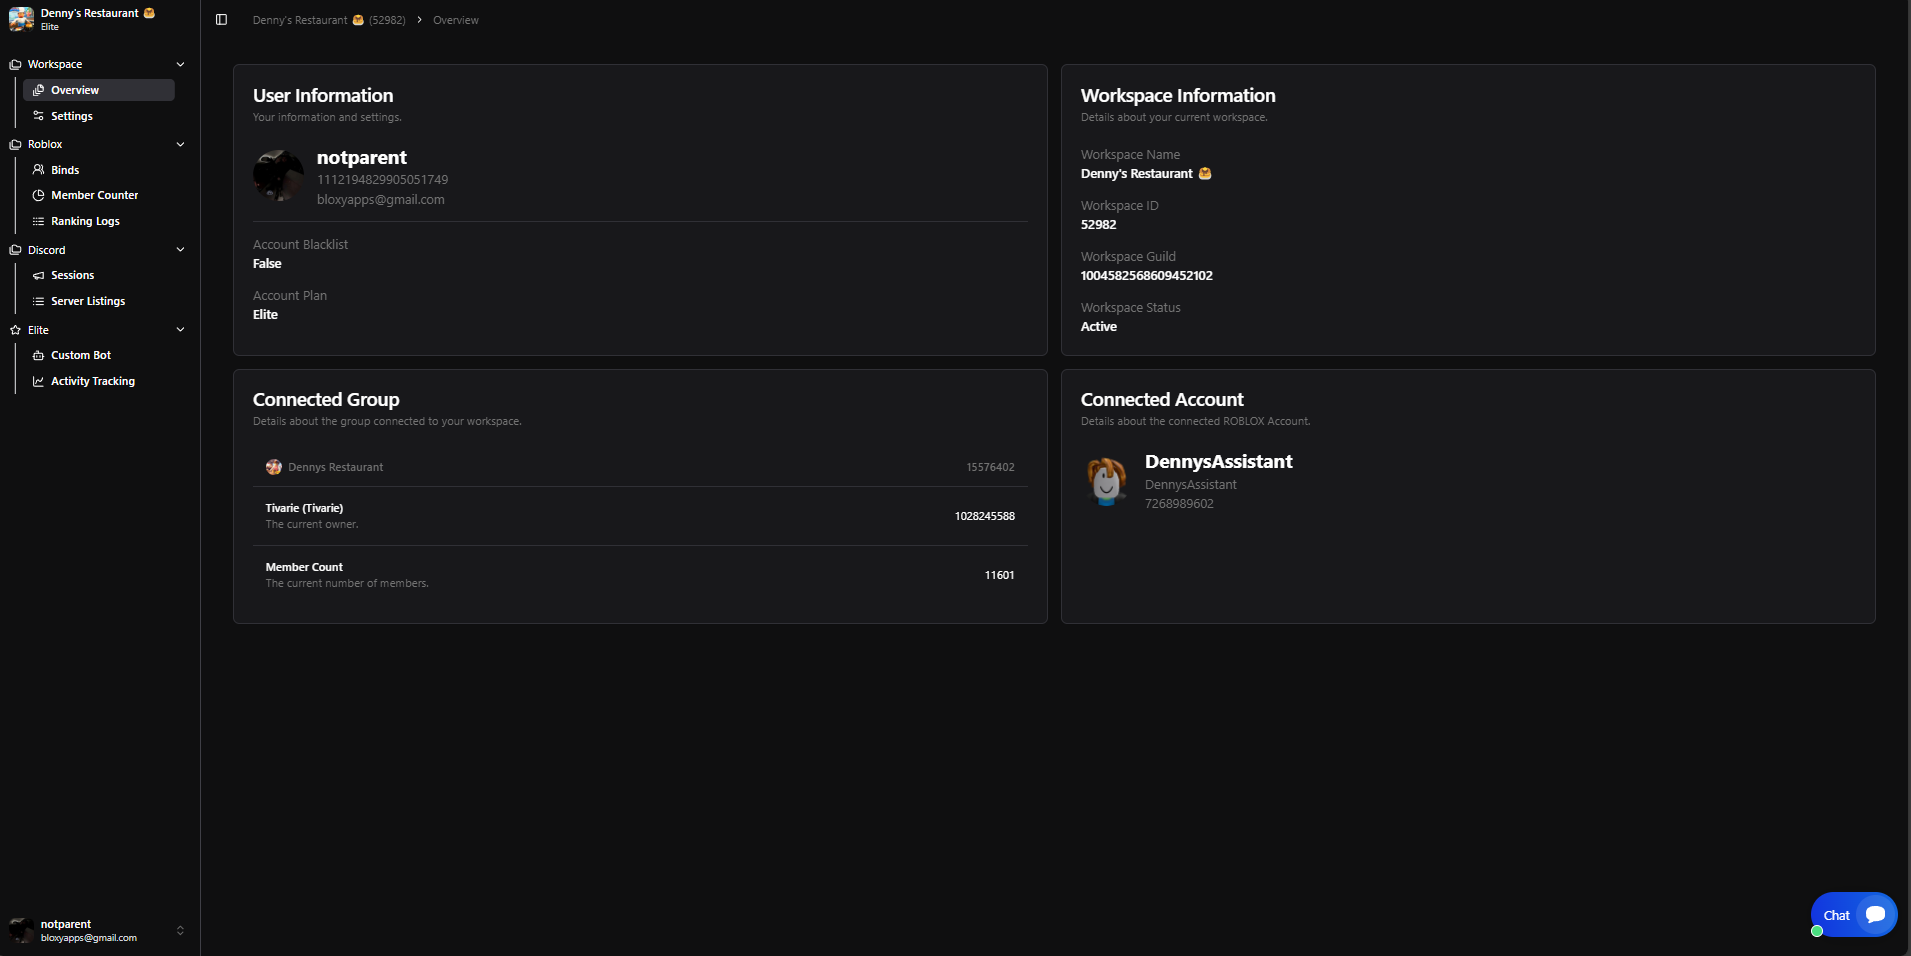 Denny's Restaurant 🥞
Elite
Workspace
Overview
Settings
Roblox
Binds
Member Counter
Ranking Logs
Discord
Sessions
Server Listings
Elite
Custom Bot
Activity Tracking
notparent
bloxyapps@gmail.com
Denny's Restaurant 🥞 (52982) > Overview
User Information
Your information and settings.
notparent
1112194829905051749
bloxyapps@gmail.com
Account Blacklist
False
Account Plan
Elite
Workspace Information
Details about your current workspace.
Workspace Name
Denny's Restaurant 🥞
Workspace ID
52982
Workspace Guild
1004582568609452102
Workspace Status
Active
Connected Group
Details about the group connected to your workspace.
Dennys Restaurant 15576402
Tivarie (Tivarie)
The current owner.
1028245588
Member Count
The current number of members.
11601
Connected Account
Details about the connected ROBLOX Account.
DennysAssistant
DennysAssistant
7268989602
Chat